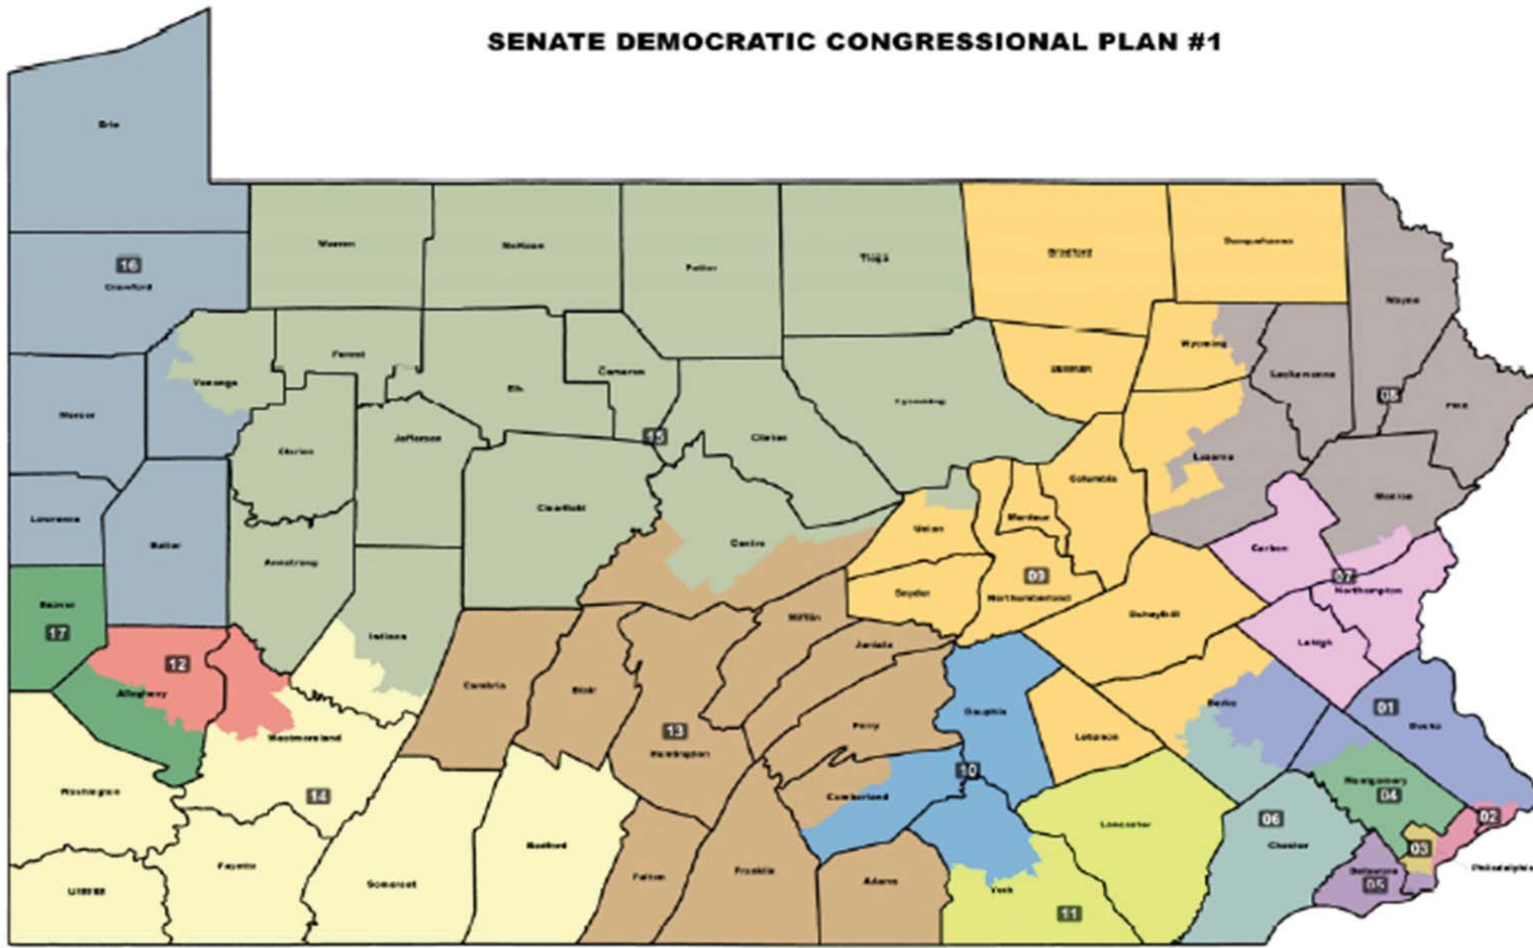 SENATE DEMOCRATIC CONGRESSIONAL PLAN #1
Erie
16
Crawford
Warren
McKean
Potter
Tioga
Bradford
Susquehanna
Wayne
Wyoming
Lackawanna
08
Pike
Mercer
Venango
Forest
Elk
Cameron
15
Clinton
Lycoming
Sullivan
Luzerne
Columbia
Monroe
Lawrence
Butler
Clarion
Jefferson
Clearfield
Centre
Union
Montour
Carbon
Armstrong
Beaver
17
Indiana
Snyder
09
Northumberland
Schuylkill
07
Northampton
Lehigh
12
Allegheny
Westmoreland
Cambria
Blair
13
Huntington
Mifflin
Juniata
Perry
Dauphin
Lebanon
Berks
01
Bucks
Washington
14
Cumberland
10
Montgomery
04
Lancaster
06
Chester
02
03
Philadelphia
Fayette
Somerset
Bedford
Fulton
Franklin
Adams
York
11
Delaware
05